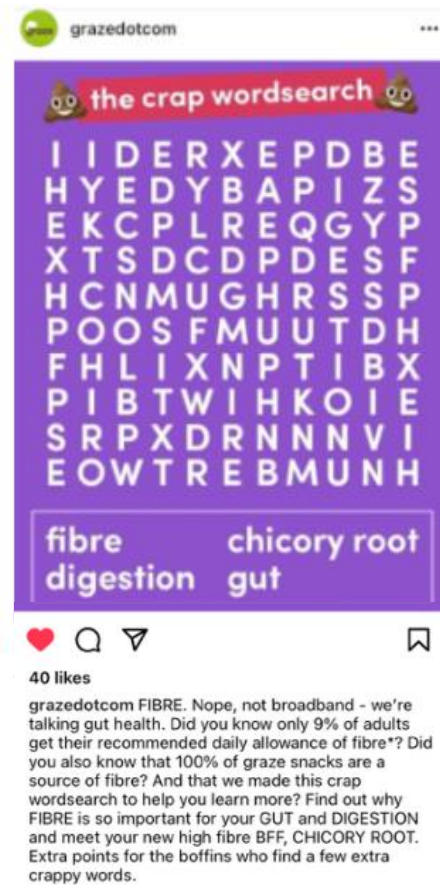 graze
grazedotcom
the crap wordsearch
I I D E R X E P D B E
H Y E D Y B A P I Z S
E K C P L R E Q G Y P
X T S D C D P D E S F
H C N M U G H R S S P
P O O S F M U U T D H
F H L I X N P T I B X
P I B T W I H K O I E
S R P X D R N N N V I
E O W T R E B M U N H
fibre chicory root
digestion gut
40 likes
grazedotcom FIBRE. Nope, not broadband - we're
talking gut health. Did you know only 9% of adults
get their recommended daily allowance of fibre*? Did
you also know that 100% of graze snacks are a
source of fibre? And that we made this crap
wordsearch to help you learn more? Find out why
FIBRE is so important for your GUT and DIGESTION
and meet your new high fibre BFF, CHICORY ROOT.
Extra points for the boffins who find a few extra
crappy words.